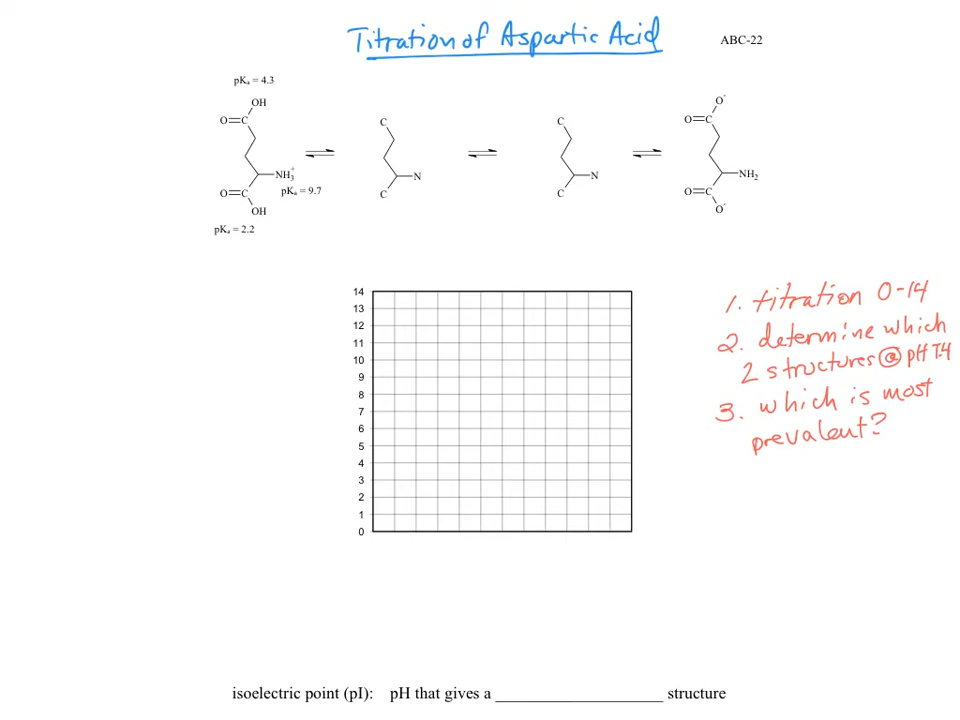 Titration of Aspartic Acid
ABC-22
pKa = 4.3
OH
O=C
NH3+
O=C
pKa = 9.7
OH
pKa = 2.2
C
N
C
C
N
C
O-
O=C
NH2
O=C
O-
14
13
12
11
10
9
8
7
6
5
4
3
2
1
0
1. titration 0-14
2. determine which
2 structures @ pH 7.4
3. which is most
prevalent?
isoelectric point (pI): pH that gives a ____________________ structure